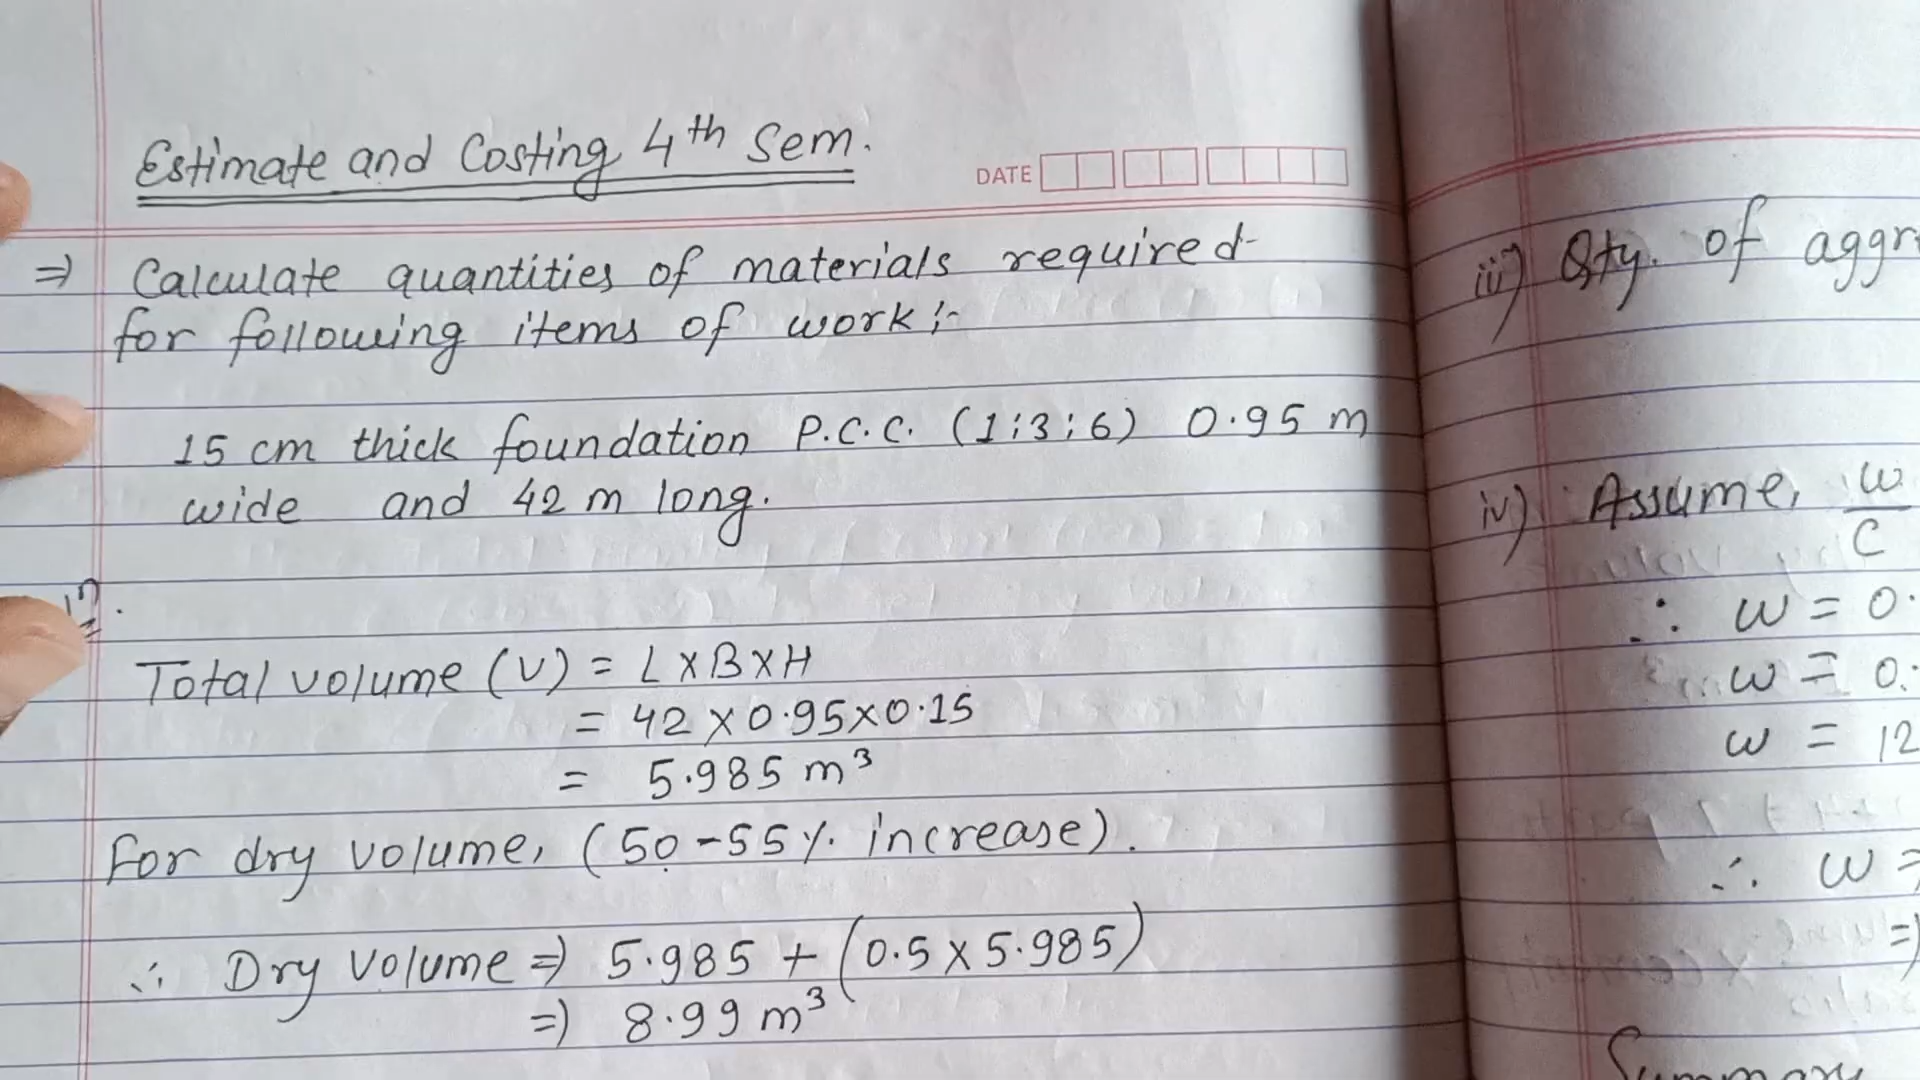 Estimate and Costing 4th Sem.
DATE
⇒ Calculate quantities of materials required
for following items of work:-
15 cm thick foundation P.C.C. (1:3:6) 0.95 m
wide and 42 m long.
Total volume (V) = L X B X H
= 42 X 0.95 X 0.15
= 5.985 m³
For dry volume, (50-55% increase).
∴ Dry Volume ⇒ 5.985 + (0.5 X 5.985)
⇒ 8.99 m³
iii) Qty. of
iv) Assume, w
C
∴ w = 0.
w = 0.
w = 12
∴ w =
⇒
Summary